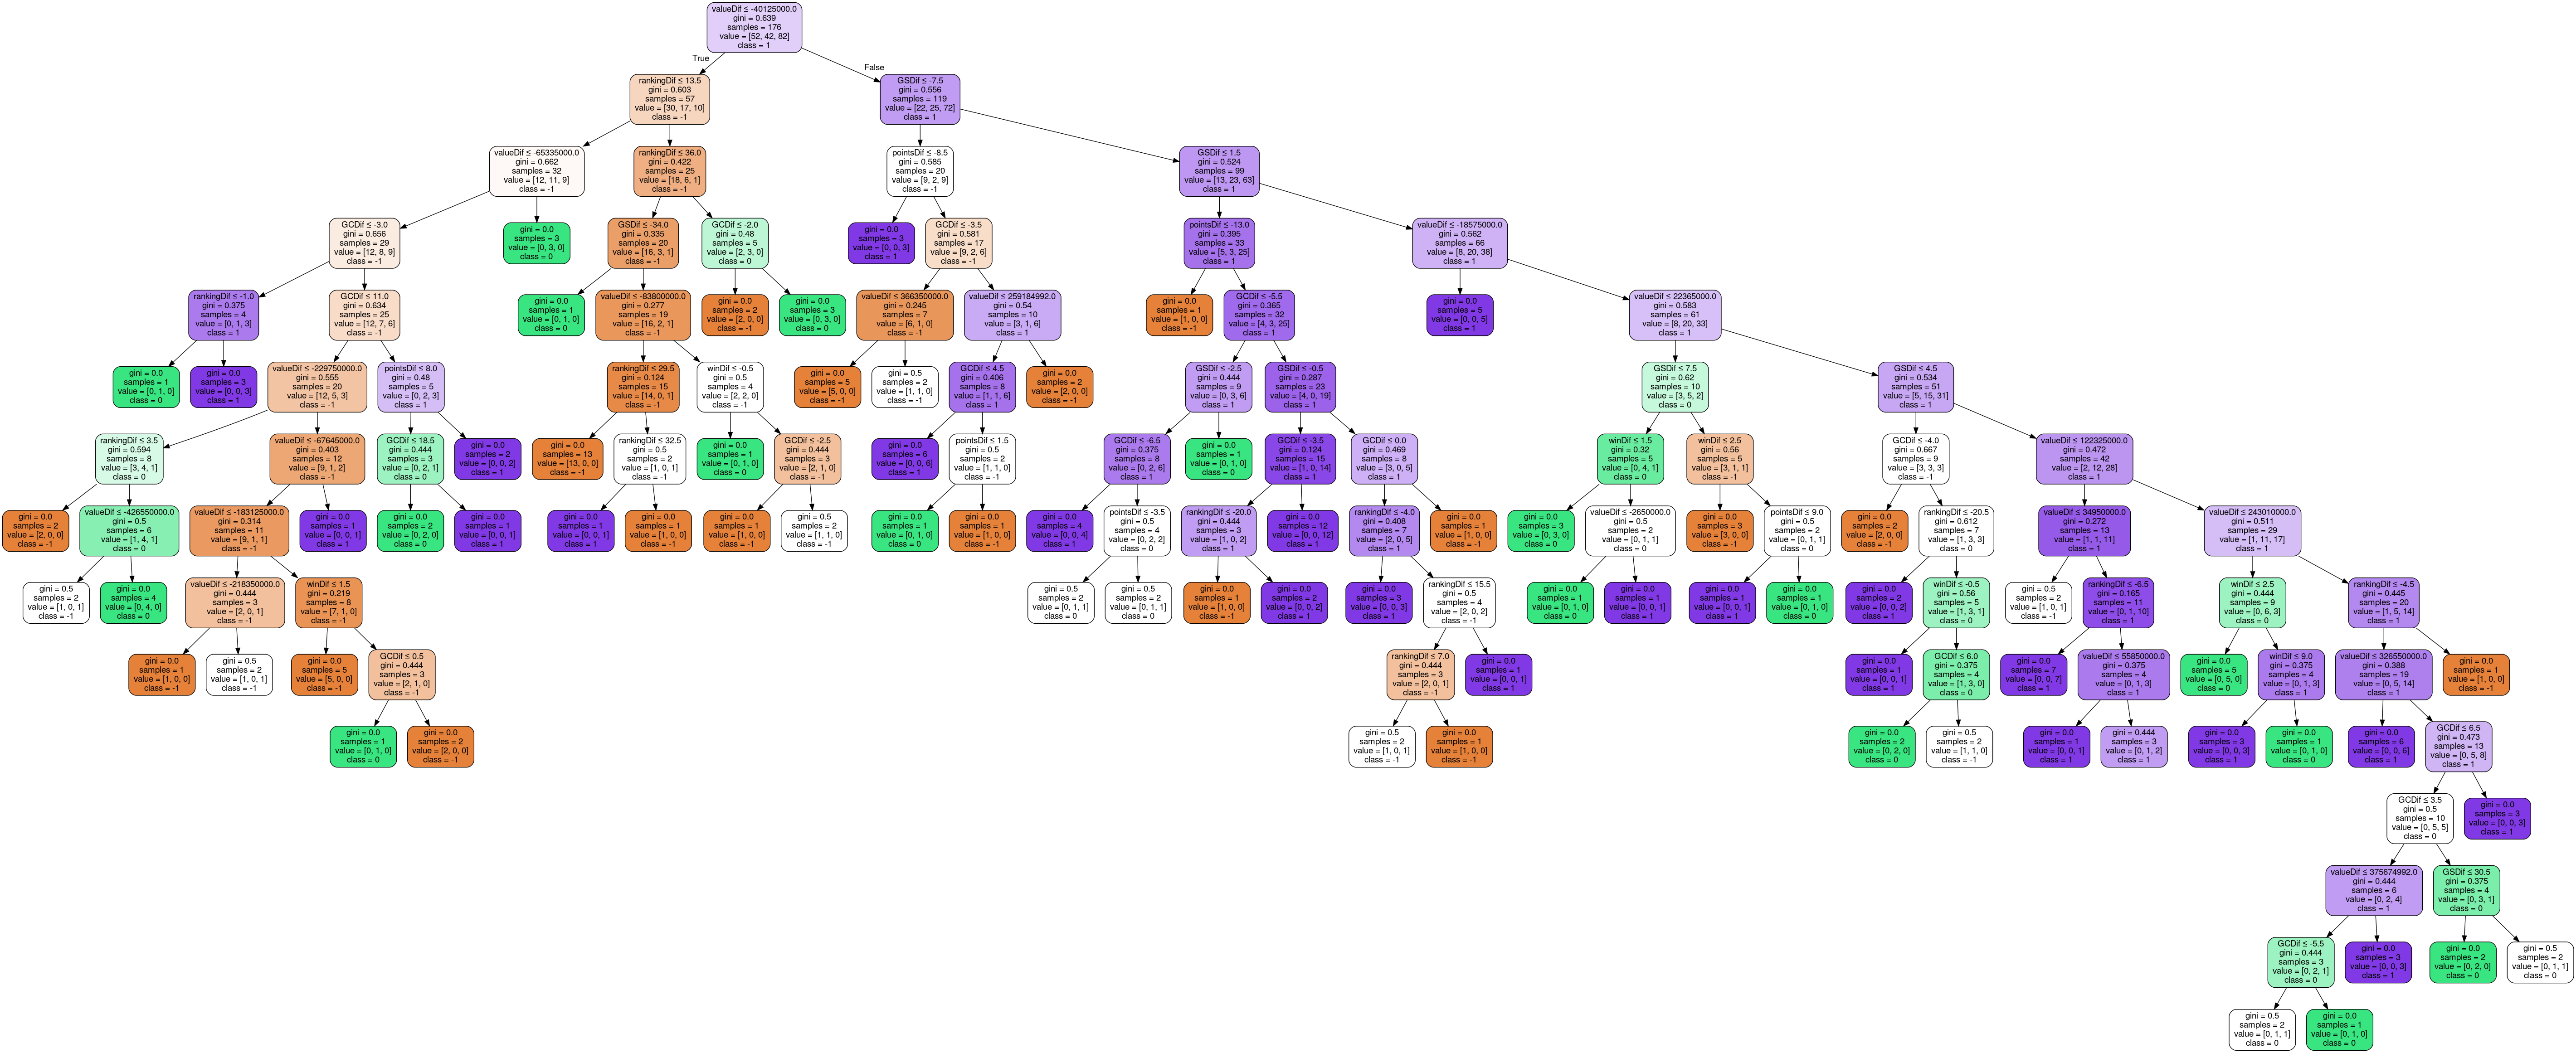 valueDif ≤ -40125000.0
gini = 0.639
samples = 176
value = [52, 42, 82]
class = 1
True
False
rankingDif ≤ 13.5
gini = 0.603
samples = 57
value = [30, 17, 10]
class = -1
GSDif ≤ -7.5
gini = 0.556
samples = 119
value = [22, 25, 72]
class = 1
valueDif ≤ -65335000.0
gini = 0.662
samples = 32
value = [12, 11, 9]
class = -1
rankingDif ≤ 36.0
gini = 0.422
samples = 25
value = [18, 6, 1]
class = -1
pointsDif ≤ -8.5
gini = 0.585
samples = 20
value = [9, 2, 9]
class = -1
GSDif ≤ 1.5
gini = 0.524
samples = 99
value = [13, 23, 63]
class = 1
GCDif ≤ -3.0
gini = 0.656
samples = 29
value = [12, 8, 9]
class = -1
gini = 0.0
samples = 3
value = [0, 3, 0]
class = 0
GSDif ≤ -34.0
gini = 0.335
samples = 20
value = [16, 3, 1]
class = -1
GCDif ≤ -2.0
gini = 0.48
samples = 5
value = [2, 3, 0]
class = 0
gini = 0.0
samples = 3
value = [0, 0, 3]
class = 1
GCDif ≤ -3.5
gini = 0.581
samples = 17
value = [9, 2, 6]
class = -1
pointsDif ≤ -13.0
gini = 0.395
samples = 33
value = [5, 3, 25]
class = 1
valueDif ≤ -18575000.0
gini = 0.562
samples = 66
value = [8, 20, 38]
class = 1
rankingDif ≤ -1.0
gini = 0.375
samples = 4
value = [0, 1, 3]
class = 1
GCDif ≤ 11.0
gini = 0.634
samples = 25
value = [12, 7, 6]
class = -1
gini = 0.0
samples = 1
value = [0, 1, 0]
class = 0
valueDif ≤ -83800000.0
gini = 0.277
samples = 19
value = [16, 2, 1]
class = -1
gini = 0.0
samples = 2
value = [2, 0, 0]
class = -1
gini = 0.0
samples = 3
value = [0, 3, 0]
class = 0
valueDif ≤ 366350000.0
gini = 0.245
samples = 7
value = [6, 1, 0]
class = -1
valueDif ≤ 259184992.0
gini = 0.54
samples = 10
value = [3, 1, 6]
class = 1
gini = 0.0
samples = 1
value = [1, 0, 0]
class = -1
GCDif ≤ -5.5
gini = 0.365
samples = 32
value = [4, 3, 25]
class = 1
gini = 0.0
samples = 5
value = [0, 0, 5]
class = 1
valueDif ≤ 22365000.0
gini = 0.583
samples = 61
value = [8, 20, 33]
class = 1
gini = 0.0
samples = 1
value = [0, 1, 0]
class = 0
gini = 0.0
samples = 3
value = [0, 0, 3]
class = 1
valueDif ≤ -229750000.0
gini = 0.555
samples = 20
value = [12, 5, 3]
class = -1
pointsDif ≤ 8.0
gini = 0.48
samples = 5
value = [0, 2, 3]
class = 1
rankingDif ≤ 29.5
gini = 0.124
samples = 15
value = [14, 0, 1]
class = -1
winDif ≤ -0.5
gini = 0.5
samples = 4
value = [2, 2, 0]
class = -1
gini = 0.0
samples = 5
value = [5, 0, 0]
class = -1
gini = 0.5
samples = 2
value = [1, 1, 0]
class = -1
GCDif ≤ 4.5
gini = 0.406
samples = 8
value = [1, 1, 6]
class = 1
gini = 0.0
samples = 2
value = [2, 0, 0]
class = -1
GSDif ≤ -2.5
gini = 0.444
samples = 9
value = [0, 3, 6]
class = 1
GSDif ≤ -0.5
gini = 0.287
samples = 23
value = [4, 0, 19]
class = 1
GSDif ≤ 7.5
gini = 0.62
samples = 10
value = [3, 5, 2]
class = 0
GSDif ≤ 4.5
gini = 0.534
samples = 51
value = [5, 15, 31]
class = 1
rankingDif ≤ 3.5
gini = 0.594
samples = 8
value = [3, 4, 1]
class = 0
valueDif ≤ -67645000.0
gini = 0.403
samples = 12
value = [9, 1, 2]
class = -1
GCDif ≤ 18.5
gini = 0.444
samples = 3
value = [0, 2, 1]
class = 0
gini = 0.0
samples = 2
value = [0, 0, 2]
class = 1
gini = 0.0
samples = 13
value = [13, 0, 0]
class = -1
rankingDif ≤ 32.5
gini = 0.5
samples = 2
value = [1, 0, 1]
class = -1
gini = 0.0
samples = 1
value = [0, 1, 0]
class = 0
GCDif ≤ -2.5
gini = 0.444
samples = 3
value = [2, 1, 0]
class = -1
gini = 0.0
samples = 6
value = [0, 0, 6]
class = 1
pointsDif ≤ 1.5
gini = 0.5
samples = 2
value = [1, 1, 0]
class = -1
GCDif ≤ -6.5
gini = 0.375
samples = 8
value = [0, 2, 6]
class = 1
gini = 0.0
samples = 1
value = [0, 1, 0]
class = 0
GCDif ≤ -3.5
gini = 0.124
samples = 15
value = [1, 0, 14]
class = 1
GCDif ≤ 0.0
gini = 0.469
samples = 8
value = [3, 0, 5]
class = 1
winDif ≤ 1.5
gini = 0.32
samples = 5
value = [0, 4, 1]
class = 0
winDif ≤ 2.5
gini = 0.56
samples = 5
value = [3, 1, 1]
class = -1
GCDif ≤ -4.0
gini = 0.667
samples = 9
value = [3, 3, 3]
class = -1
valueDif ≤ 122325000.0
gini = 0.472
samples = 42
value = [2, 12, 28]
class = 1
gini = 0.0
samples = 2
value = [2, 0, 0]
class = -1
valueDif ≤ -426550000.0
gini = 0.5
samples = 6
value = [1, 4, 1]
class = 0
valueDif ≤ -183125000.0
gini = 0.314
samples = 11
value = [9, 1, 1]
class = -1
gini = 0.0
samples = 1
value = [0, 0, 1]
class = 1
gini = 0.0
samples = 2
value = [0, 2, 0]
class = 0
gini = 0.0
samples = 1
value = [0, 0, 1]
class = 1
gini = 0.0
samples = 1
value = [0, 0, 1]
class = 1
gini = 0.0
samples = 1
value = [1, 0, 0]
class = -1
gini = 0.0
samples = 1
value = [1, 0, 0]
class = -1
gini = 0.5
samples = 2
value = [1, 1, 0]
class = -1
gini = 0.0
samples = 1
value = [0, 1, 0]
class = 0
gini = 0.0
samples = 1
value = [1, 0, 0]
class = -1
gini = 0.0
samples = 4
value = [0, 0, 4]
class = 1
pointsDif ≤ -3.5
gini = 0.5
samples = 4
value = [0, 2, 2]
class = 0
rankingDif ≤ -20.0
gini = 0.444
samples = 3
value = [1, 0, 2]
class = 1
gini = 0.0
samples = 12
value = [0, 0, 12]
class = 1
rankingDif ≤ -4.0
gini = 0.408
samples = 7
value = [2, 0, 5]
class = 1
gini = 0.0
samples = 1
value = [1, 0, 0]
class = -1
gini = 0.0
samples = 3
value = [0, 3, 0]
class = 0
valueDif ≤ -2650000.0
gini = 0.5
samples = 2
value = [0, 1, 1]
class = 0
gini = 0.0
samples = 3
value = [3, 0, 0]
class = -1
pointsDif ≤ 9.0
gini = 0.5
samples = 2
value = [0, 1, 1]
class = 0
gini = 0.0
samples = 2
value = [2, 0, 0]
class = -1
rankingDif ≤ -20.5
gini = 0.612
samples = 7
value = [1, 3, 3]
class = 0
valueDif ≤ 34950000.0
gini = 0.272
samples = 13
value = [1, 1, 11]
class = 1
valueDif ≤ 243010000.0
gini = 0.511
samples = 29
value = [1, 11, 17]
class = 1
gini = 0.5
samples = 2
value = [1, 0, 1]
class = -1
gini = 0.0
samples = 4
value = [0, 4, 0]
class = 0
valueDif ≤ -218350000.0
gini = 0.444
samples = 3
value = [2, 0, 1]
class = -1
winDif ≤ 1.5
gini = 0.219
samples = 8
value = [7, 1, 0]
class = -1
gini = 0.5
samples = 2
value = [0, 1, 1]
class = 0
gini = 0.5
samples = 2
value = [0, 1, 1]
class = 0
gini = 0.0
samples = 1
value = [1, 0, 0]
class = -1
gini = 0.0
samples = 2
value = [0, 0, 2]
class = 1
gini = 0.0
samples = 3
value = [0, 0, 3]
class = 1
rankingDif ≤ 15.5
gini = 0.5
samples = 4
value = [2, 0, 2]
class = -1
gini = 0.0
samples = 1
value = [0, 1, 0]
class = 0
gini = 0.0
samples = 1
value = [0, 0, 1]
class = 1
gini = 0.0
samples = 1
value = [0, 0, 1]
class = 1
gini = 0.0
samples = 1
value = [0, 1, 0]
class = 0
gini = 0.0
samples = 2
value = [0, 0, 2]
class = 1
winDif ≤ -0.5
gini = 0.56
samples = 5
value = [1, 3, 1]
class = 0
gini = 0.5
samples = 2
value = [1, 0, 1]
class = -1
rankingDif ≤ -6.5
gini = 0.165
samples = 11
value = [0, 1, 10]
class = 1
winDif ≤ 2.5
gini = 0.444
samples = 9
value = [0, 6, 3]
class = 0
rankingDif ≤ -4.5
gini = 0.445
samples = 20
value = [1, 5, 14]
class = 1
gini = 0.0
samples = 1
value = [1, 0, 0]
class = -1
gini = 0.5
samples = 2
value = [1, 0, 1]
class = -1
gini = 0.0
samples = 5
value = [5, 0, 0]
class = -1
GCDif ≤ 0.5
gini = 0.444
samples = 3
value = [2, 1, 0]
class = -1
rankingDif ≤ 7.0
gini = 0.444
samples = 3
value = [2, 0, 1]
class = -1
gini = 0.0
samples = 1
value = [0, 0, 1]
class = 1
gini = 0.0
samples = 1
value = [0, 0, 1]
class = 1
GCDif ≤ 6.0
gini = 0.375
samples = 4
value = [1, 3, 0]
class = 0
gini = 0.0
samples = 7
value = [0, 0, 7]
class = 1
valueDif ≤ 55850000.0
gini = 0.375
samples = 4
value = [0, 1, 3]
class = 1
gini = 0.0
samples = 5
value = [0, 5, 0]
class = 0
winDif ≤ 9.0
gini = 0.375
samples = 4
value = [0, 1, 3]
class = 1
valueDif ≤ 326550000.0
gini = 0.388
samples = 19
value = [0, 5, 14]
class = 1
gini = 0.0
samples = 1
value = [1, 0, 0]
class = -1
gini = 0.0
samples = 1
value = [0, 1, 0]
class = 0
gini = 0.0
samples = 2
value = [2, 0, 0]
class = -1
gini = 0.5
samples = 2
value = [1, 0, 1]
class = -1
gini = 0.0
samples = 1
value = [1, 0, 0]
class = -1
gini = 0.0
samples = 2
value = [0, 2, 0]
class = 0
gini = 0.5
samples = 2
value = [1, 1, 0]
class = -1
gini = 0.0
samples = 1
value = [0, 0, 1]
class = 1
gini = 0.444
samples = 3
value = [0, 1, 2]
class = 1
gini = 0.0
samples = 3
value = [0, 0, 3]
class = 1
gini = 0.0
samples = 1
value = [0, 1, 0]
class = 0
gini = 0.0
samples = 6
value = [0, 0, 6]
class = 1
GCDif ≤ 6.5
gini = 0.473
samples = 13
value = [0, 5, 8]
class = 1
GCDif ≤ 3.5
gini = 0.5
samples = 10
value = [0, 5, 5]
class = 0
gini = 0.0
samples = 3
value = [0, 0, 3]
class = 1
valueDif ≤ 375674992.0
gini = 0.444
samples = 6
value = [0, 2, 4]
class = 1
GSDif ≤ 30.5
gini = 0.375
samples = 4
value = [0, 3, 1]
class = 0
GCDif ≤ -5.5
gini = 0.444
samples = 3
value = [0, 2, 1]
class = 0
gini = 0.0
samples = 3
value = [0, 0, 3]
class = 1
gini = 0.0
samples = 2
value = [0, 2, 0]
class = 0
gini = 0.5
samples = 2
value = [0, 1, 1]
class = 0
gini = 0.5
samples = 2
value = [0, 1, 1]
class = 0
gini = 0.0
samples = 1
value = [0, 1, 0]
class = 0